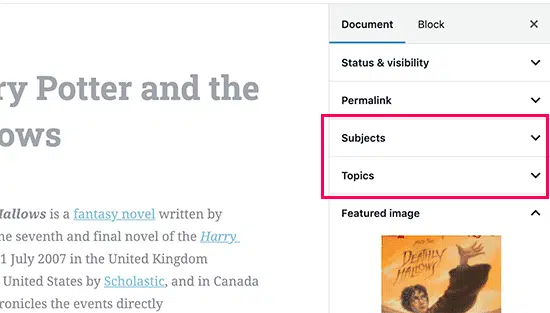 Document Block ×
Status & visibility
Permalink
Subjects
Topics
Featured image
ry Potter and the
ows
Hallows is a fantasy novel written by
ne seventh and final novel of the Harry
1 July 2007 in the United Kingdom
United States by Scholastic, and in Canada
ronicles the events directly
DEATHLY
HALLOWS